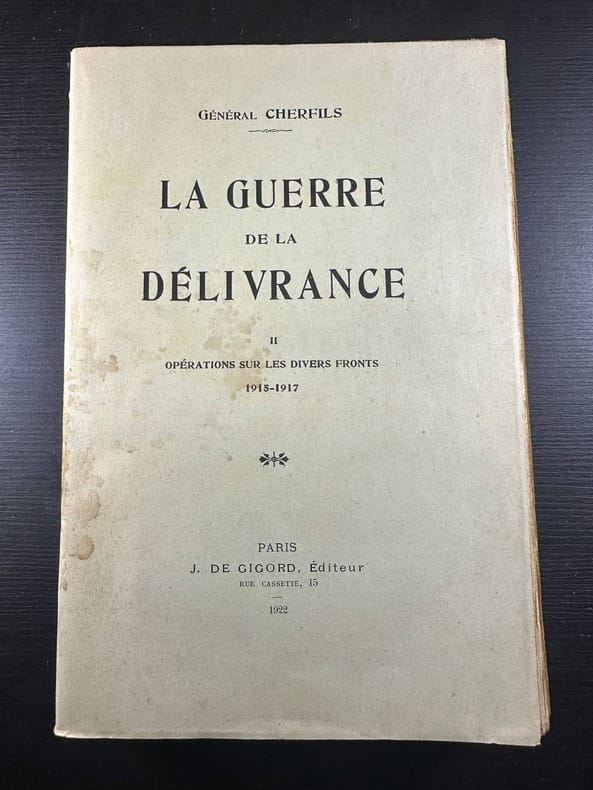 Général CHERFILS
LA GUERRE
DE LA
DÉLIVRANCE
II
OPÉRATIONS SUR LES DIVERS FRONTS
1915-1917
PARIS
J. DE GIGORD, Éditeur
RUE CASSETTE, 15
1922